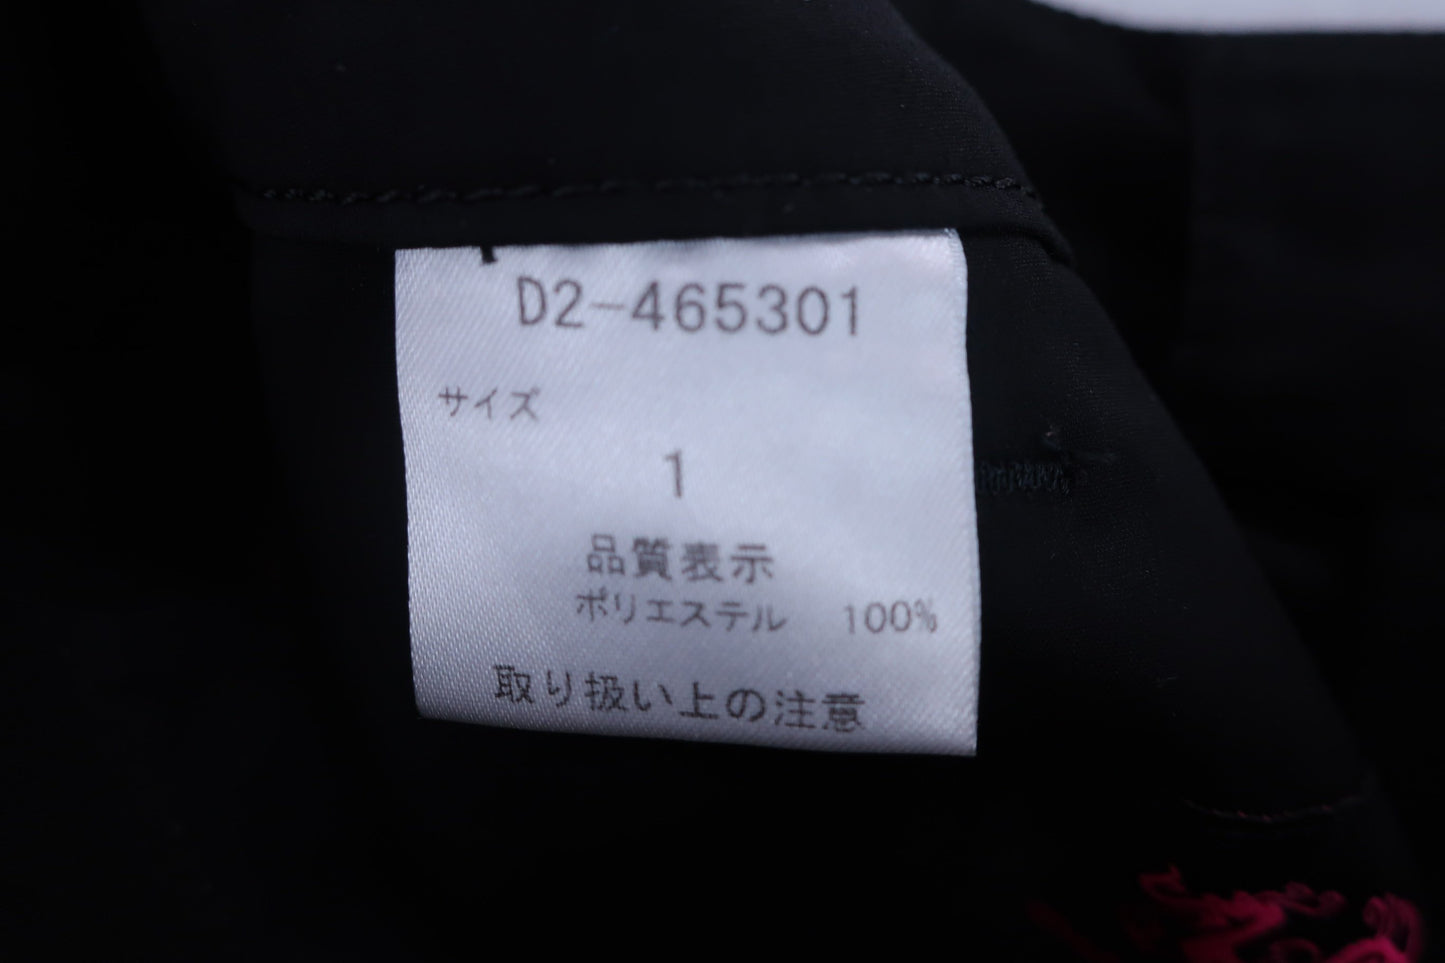 D2-465301
サイズ
1
品質表示
ポリエステル 100%
取り扱い上の注意